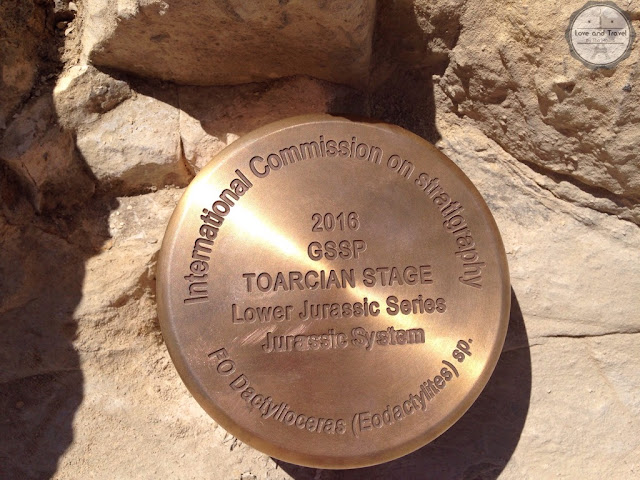 International Commission on stratigraphy
2016
GSSP
TOARCIAN STAGE
Lower Jurassic Series
Jurassic System
FO Dactylioceras (Eodactylites) sp.
Love and Travel